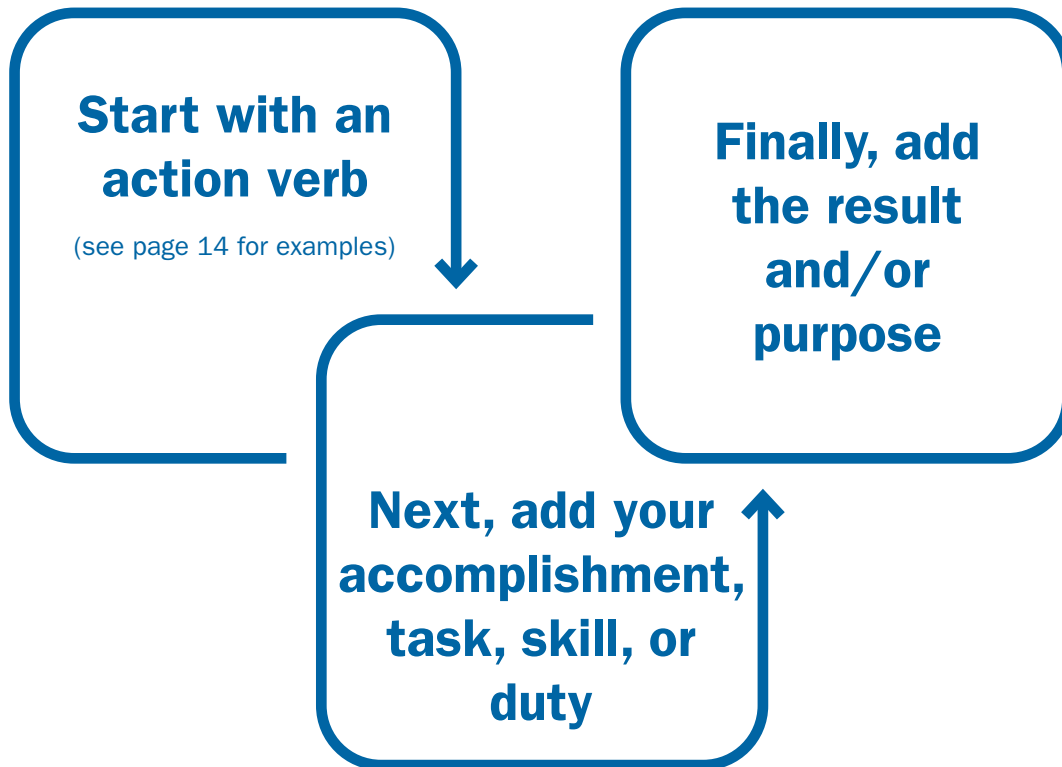 Start with an
action verb
(see page 14 for examples)
Next, add your
accomplishment,
task, skill, or
duty
Finally, add
the result
and/or
purpose